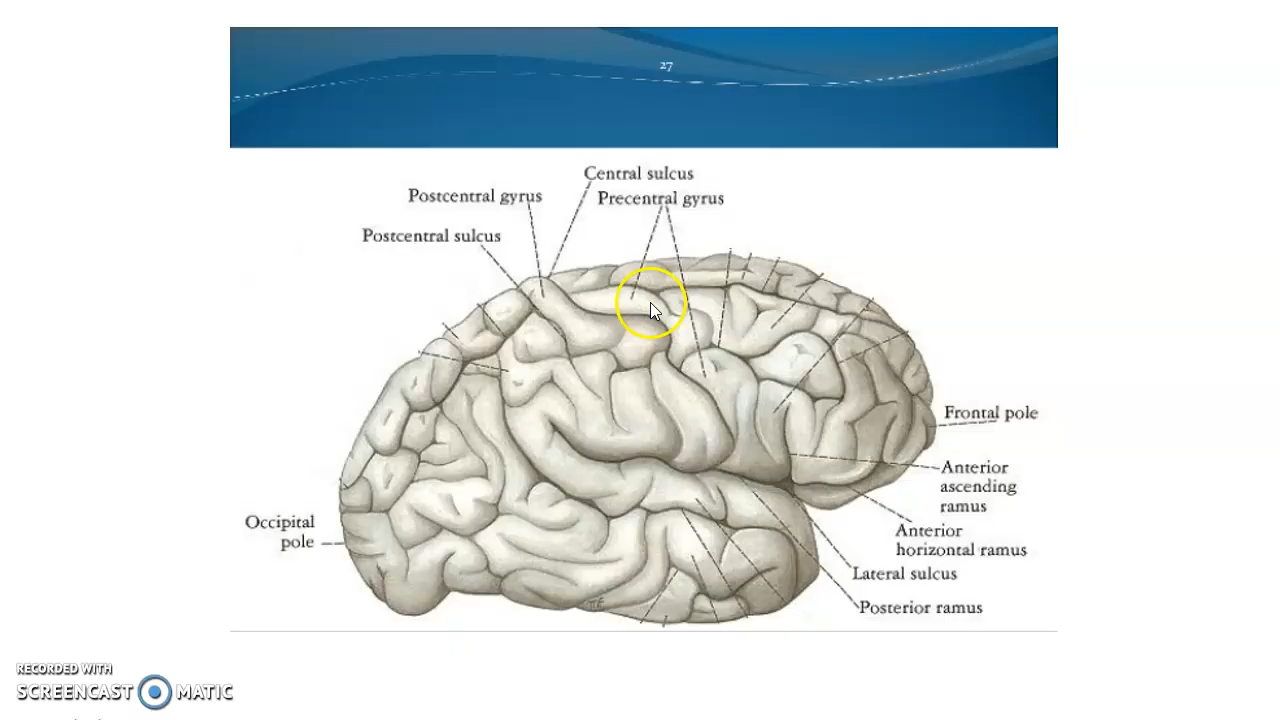 27
Central sulcus
Postcentral gyrus
Precentral gyrus
Postcentral sulcus
Frontal pole
Anterior
ascending
ramus
Occipital
pole
Anterior
horizontal ramus
Lateral sulcus
Posterior ramus
RECORDED WITH
SCREENCAST MATIC